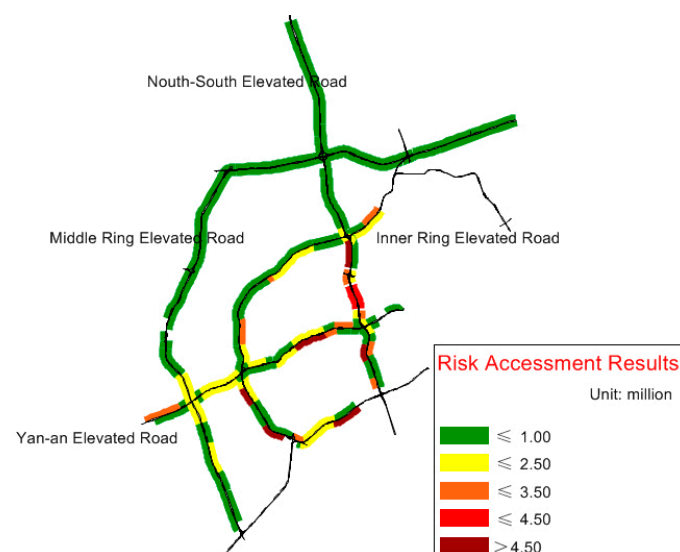 Nouth-South Elevated Road
Middle Ring Elevated Road
Inner Ring Elevated Road
Yan-an Elevated Road
Risk Accessment Results
Unit: million
≤ 1.00
≤ 2.50
≤ 3.50
≤ 4.50
>4.50